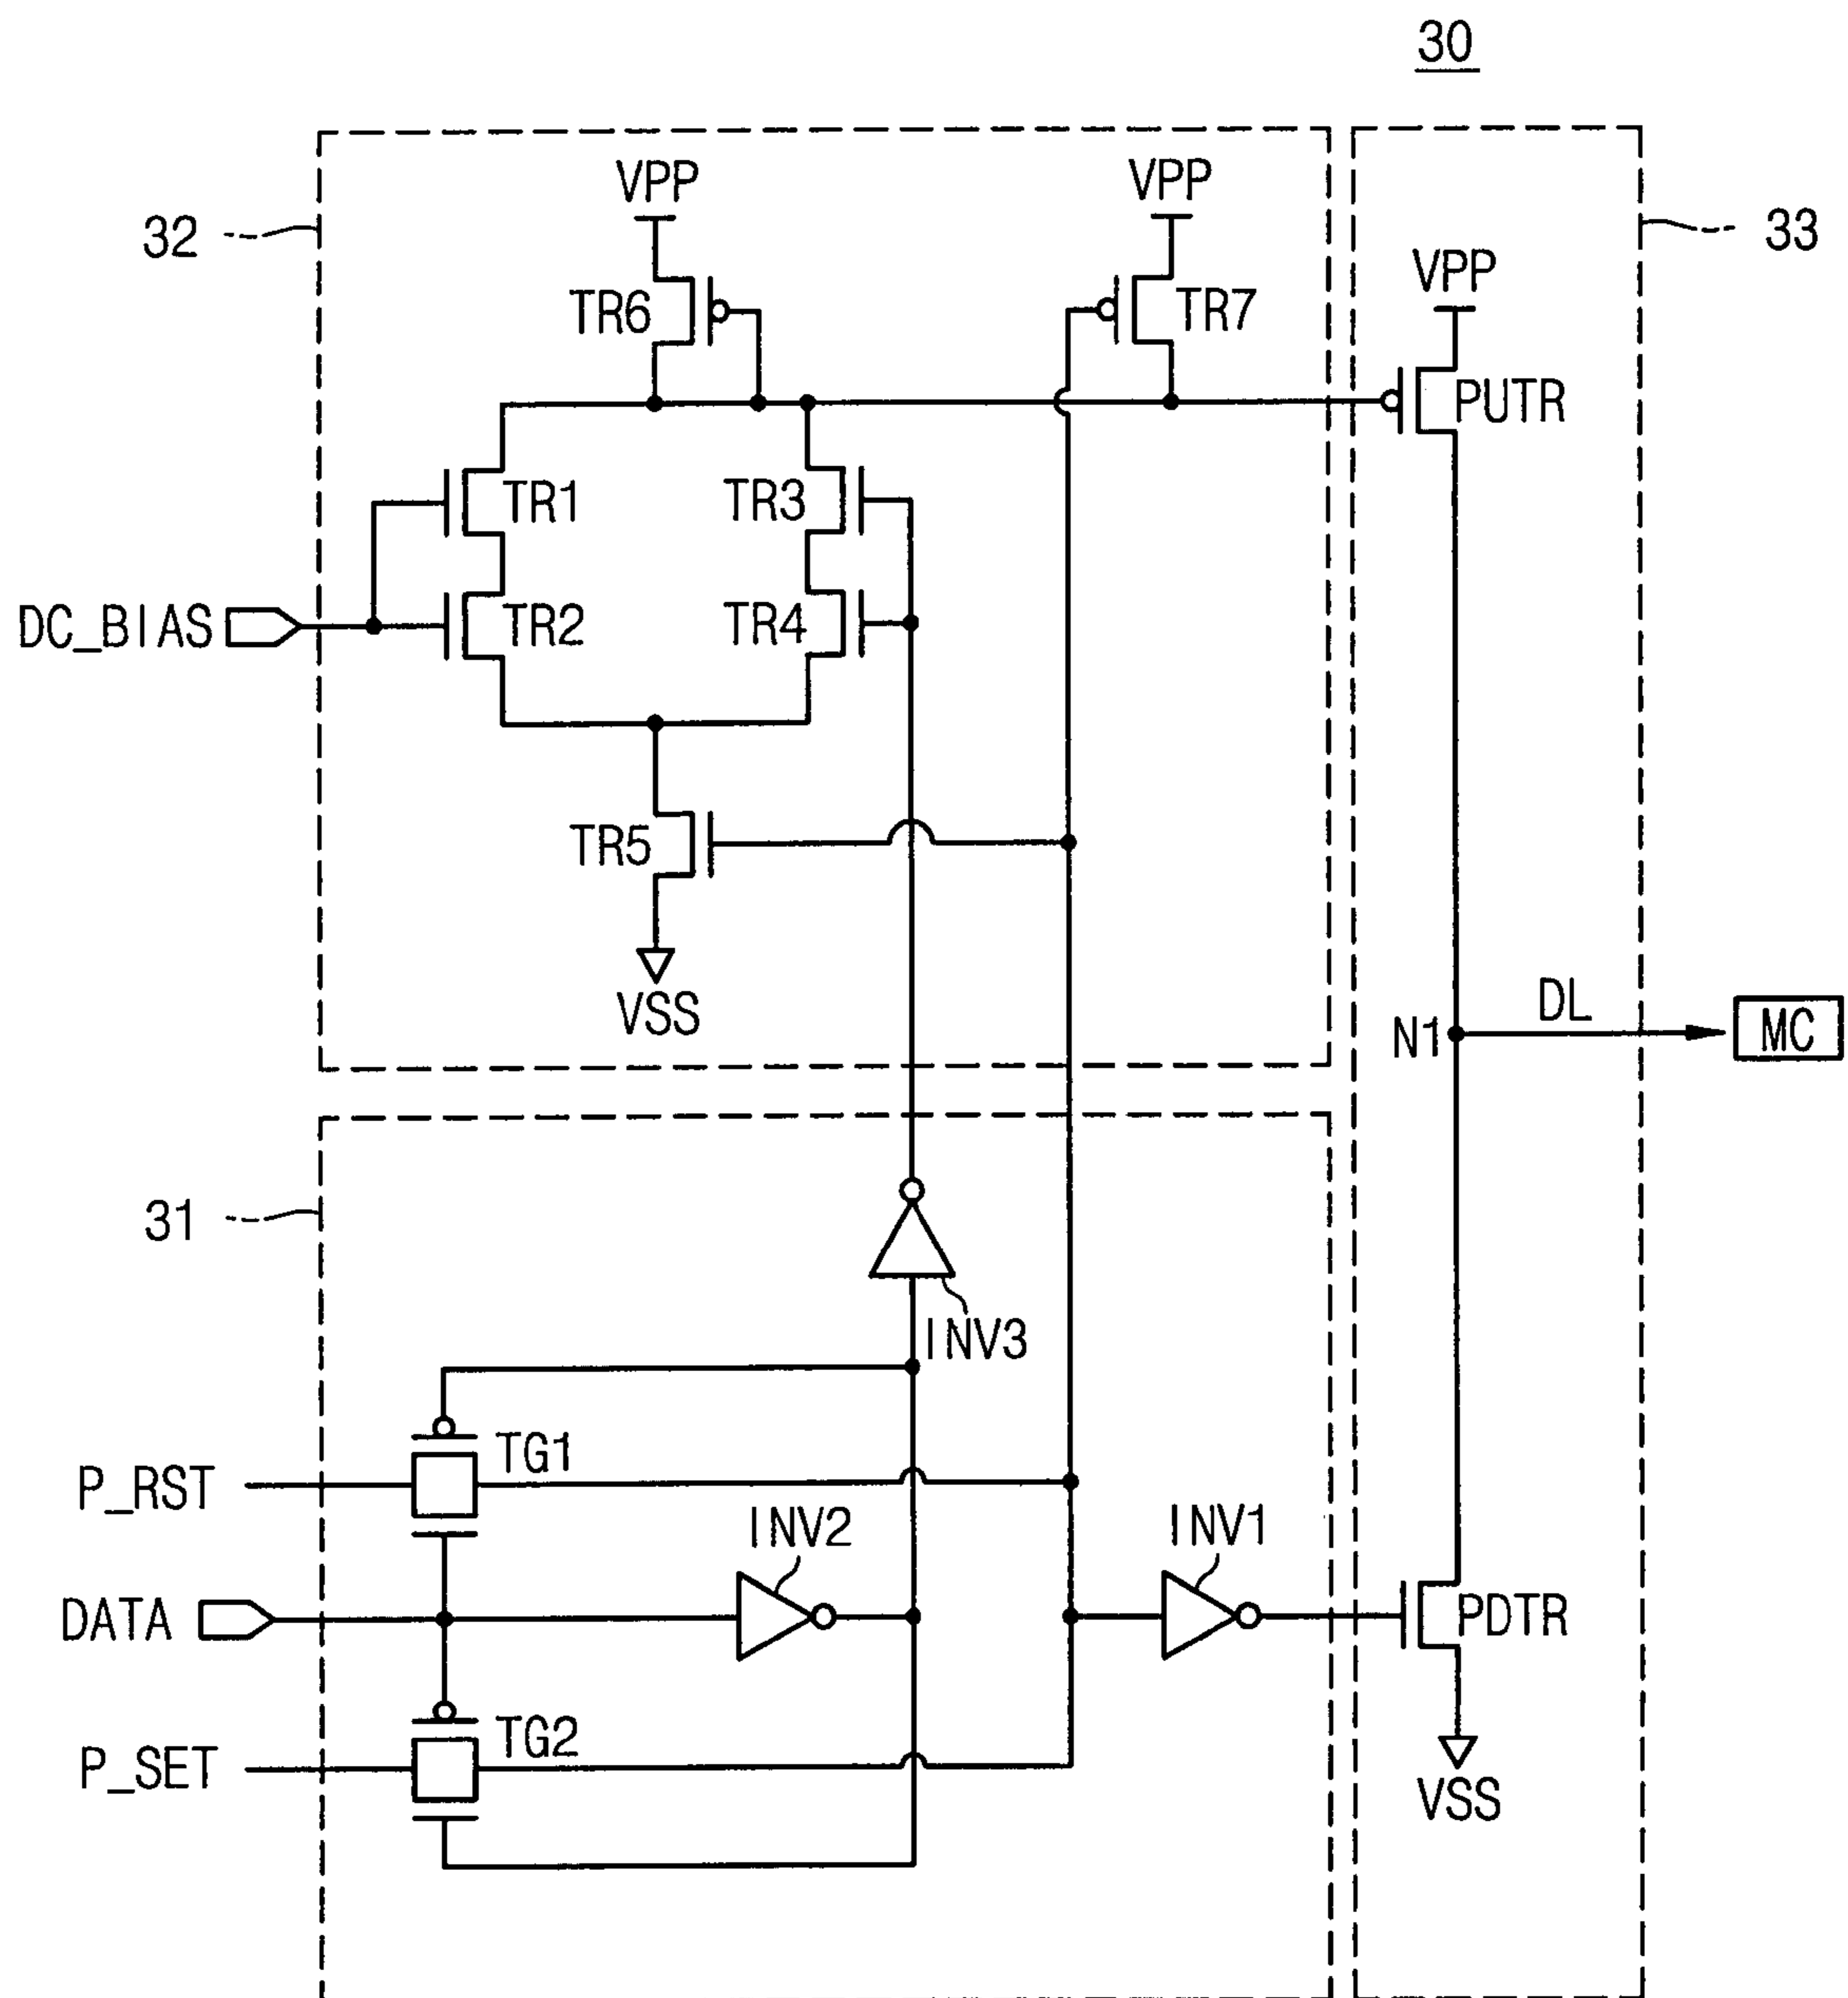 30
VPP
VPP
32
33
VPP
TR6
TR7
PUTR
TR1
TR3
DC_BIAS
TR2
TR4
TR5
VSS
DL
N1
MC
31
INV3
P_RST
TG1
INV2
INV1
DATA
PDTR
P_SET
TG2
VSS